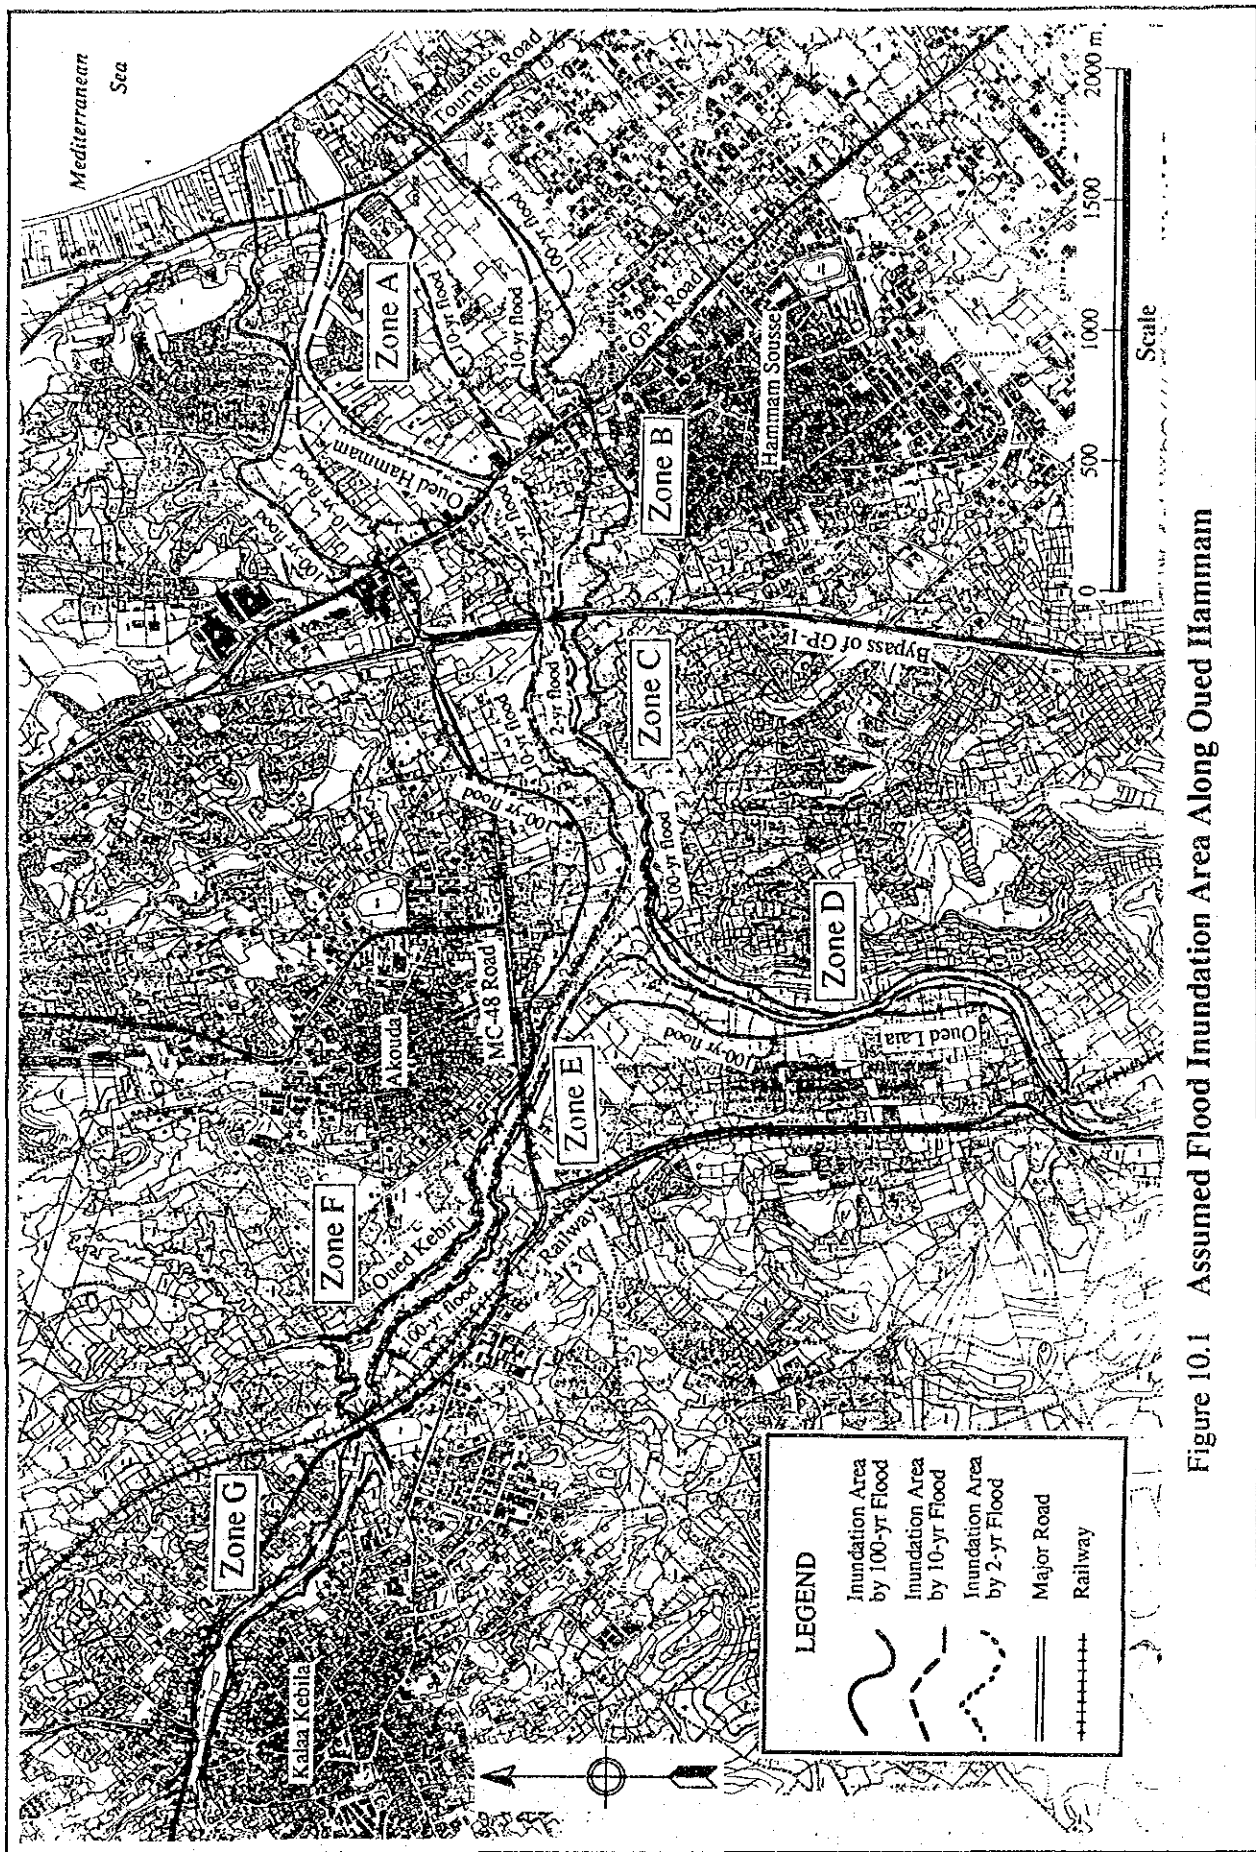 Mediterranean
Sea
Touristic Road
Zone A
10-yr flood
10-yr flood
100-yr flood
GP-1 Road
Oued Hammam
10-yr flood
100-yr flood
2-yr flood
Zone B
Hammam Sousse
Zone C
2-yr flood
10-yr flood
100-yr flood
100-yr flood
Bypass of GP-1
MC-48 Road
Akouda
Zone D
Zone E
100-yr flood
Oued Laia
Zone F
Oued Kebir
100-yr flood
Railway
Zone G
Kalaa Kebila
LEGEND
Inundation Area
by 100-yr Flood
Inundation Area
by 10-yr Flood
Inundation Area
by 2-yr Flood
Major Road
Railway
0 500 1000 1500 2000 m
Scale
Figure 10.1 Assumed Flood Inundation Area Along Oued Hammam